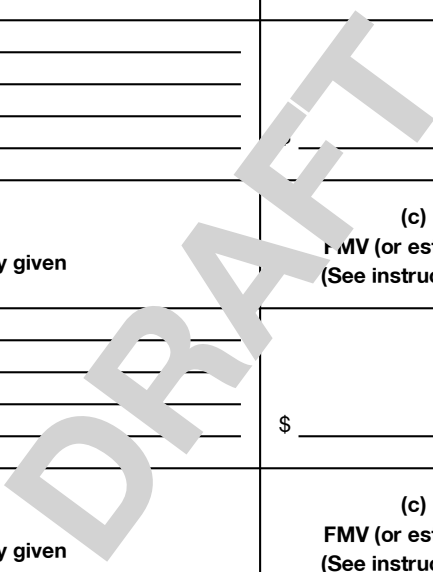 $
(c)
FMV (or est
y given
(See instruc
$
(c)
FMV (or est
y given
(See instruc
DRAFT